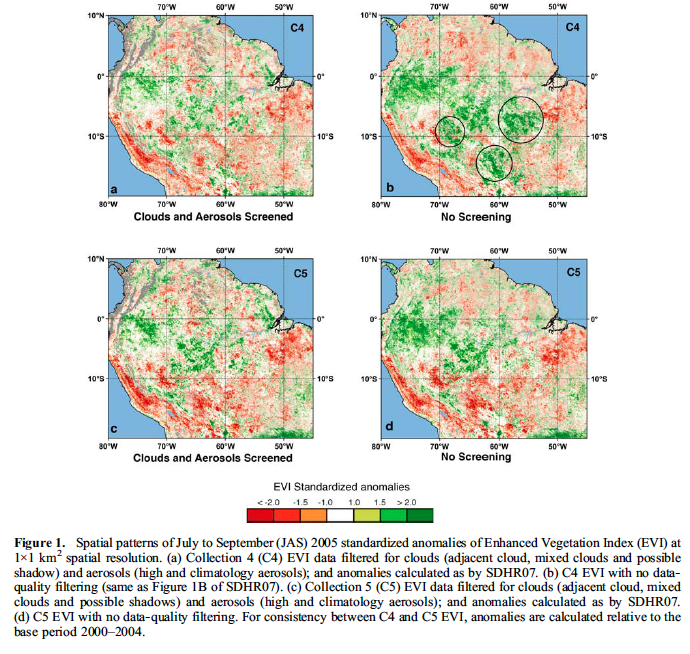 70°W 60°W 50°W
10°N
C4
0°
0°
10°S
10°S
a
80°W 70°W 60°W 50°W
Clouds and Aerosols Screened
70°W 60°W 50°W
10°N
C4
0°
0°
10°S
10°S
b
80°W 70°W 60°W 50°W
No Screening
70°W 60°W 50°W
10°N
C5
0°
0°
10°S
10°S
c
80°W 70°W 60°W 50°W
Clouds and Aerosols Screened
70°W 60°W 50°W
10°N
C5
0°
0°
10°S
10°S
d
80°W 70°W 60°W 50°W
No Screening
EVI Standardized anomalies
<-2.0 -1.5 -1.0 1.0 1.5 >2.0
Figure 1. Spatial patterns of July to September (JAS) 2005 standardized anomalies of Enhanced Vegetation Index (EVI) at
1×1 km² spatial resolution. (a) Collection 4 (C4) EVI data filtered for clouds (adjacent cloud, mixed clouds and possible
shadow) and aerosols (high and climatology aerosols); and anomalies calculated as by SDHR07. (b) C4 EVI with no data-
quality filtering (same as Figure 1B of SDHR07). (c) Collection 5 (C5) EVI data filtered for clouds (adjacent cloud, mixed
clouds and possible shadows) and aerosols (high and climatology aerosols); and anomalies calculated as by SDHR07.
(d) C5 EVI with no data-quality filtering. For consistency between C4 and C5 EVI, anomalies are calculated relative to the
base period 2000–2004.